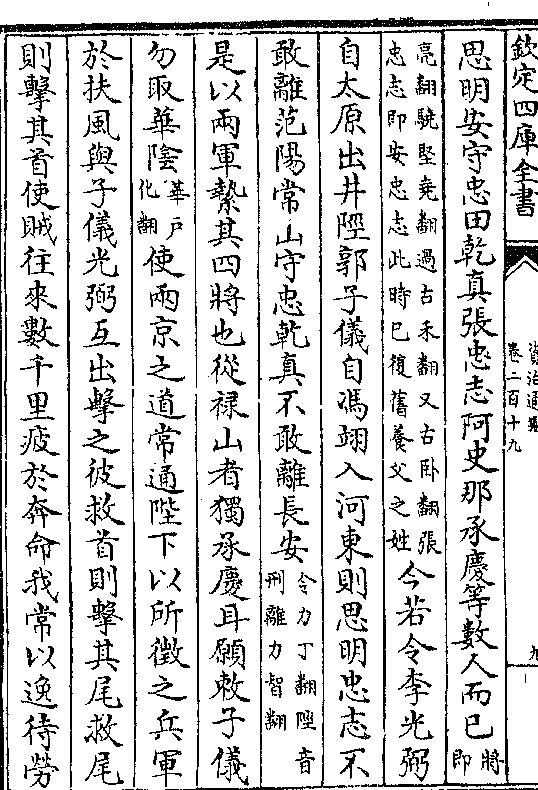 欽定四庫全書
資治通鑑
卷二百十九
九
思明安守忠田乾真張忠志阿史那承慶等數人而已將即
亮翻驍堅堯翻過古禾翻又古卧翻張
忠志即安忠志此時已復舊養父之姓今若令李光弼
自太原出井陘郭子儀自馮翊入河東則思明忠志不
敢離范陽常山守忠乾真不敢離長安令力丁翻陘音
刑離力智翻
是以兩軍縶其四將也從禄山者獨承慶耳願敕子儀
勿取華陰華户
化翻使兩京之道常通陛下以所徵之兵軍
於扶風與子儀光弼互出擊之彼救首則擊其尾救尾
則擊其首使賊往來數千里疲於奔命我常以逸待勞